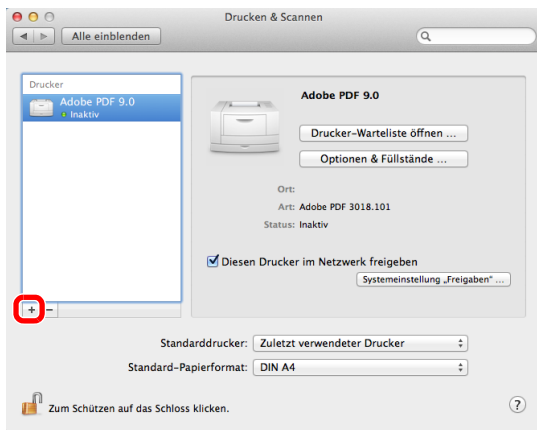 Drucken & Scannen
Alle einblenden
Drucker
Adobe PDF 9.0
Inaktiv
Adobe PDF 9.0
Drucker-Warteliste öffnen ...
Optionen & Füllstände ...
Ort:
Art: Adobe PDF 3018.101
Status: Inaktiv
Diesen Drucker im Netzwerk freigeben
Systemeinstellung „Freigaben“ ...
+ −
Standarddrucker: Zuletzt verwendeter Drucker
Standard-Papierformat: DIN A4
Zum Schützen auf das Schloss klicken.
?